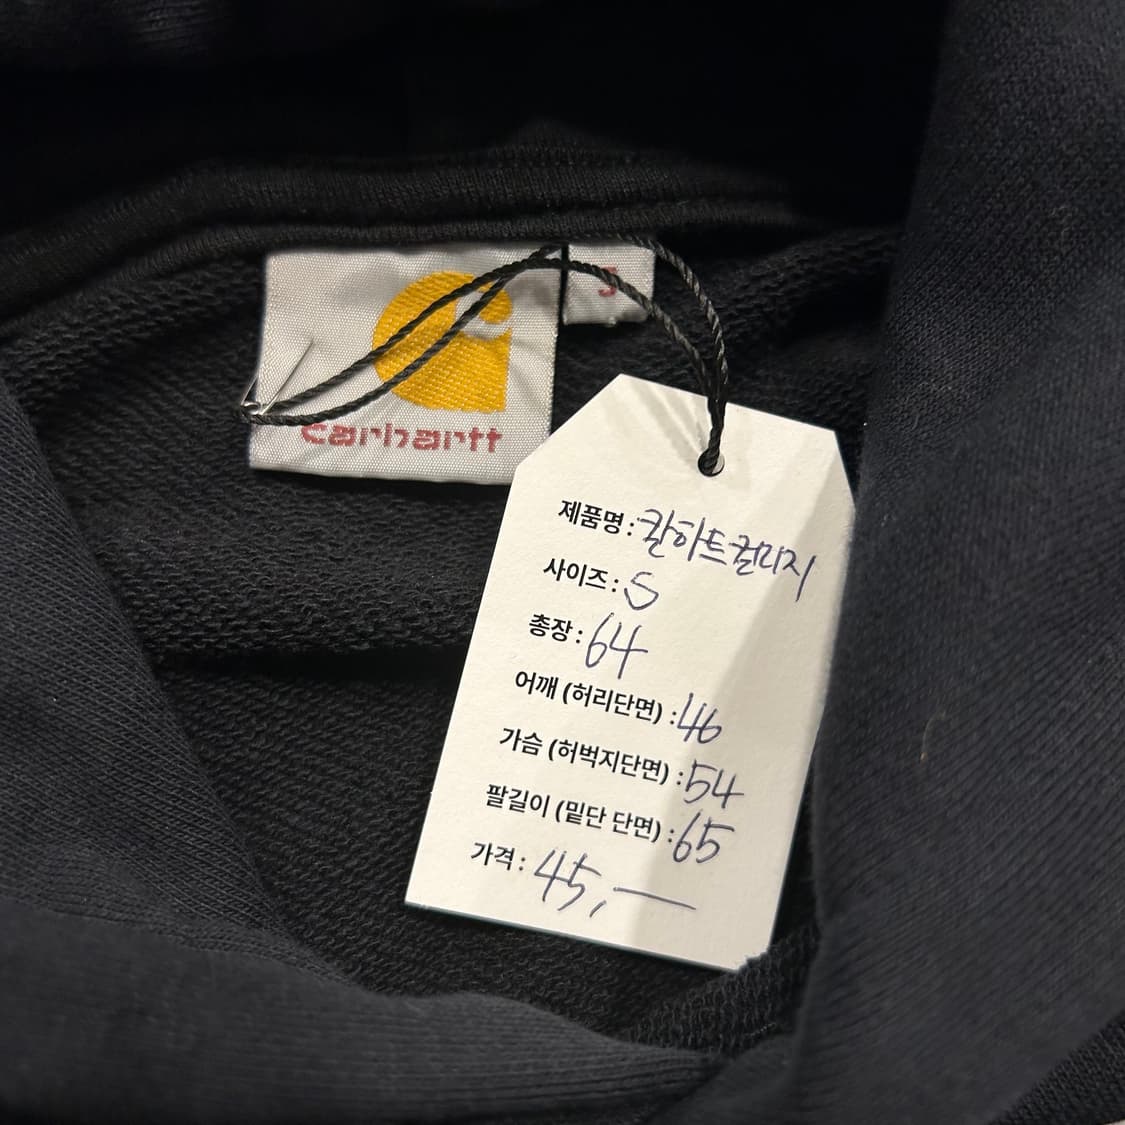 carhartt
S
제품명: 칼하트컬리지
사이즈: S
총장: 64
어깨 (허리단면) : 46
가슴 (허벅지단면) : 54
팔길이 (밑단 단면) : 65
가격: 45,—